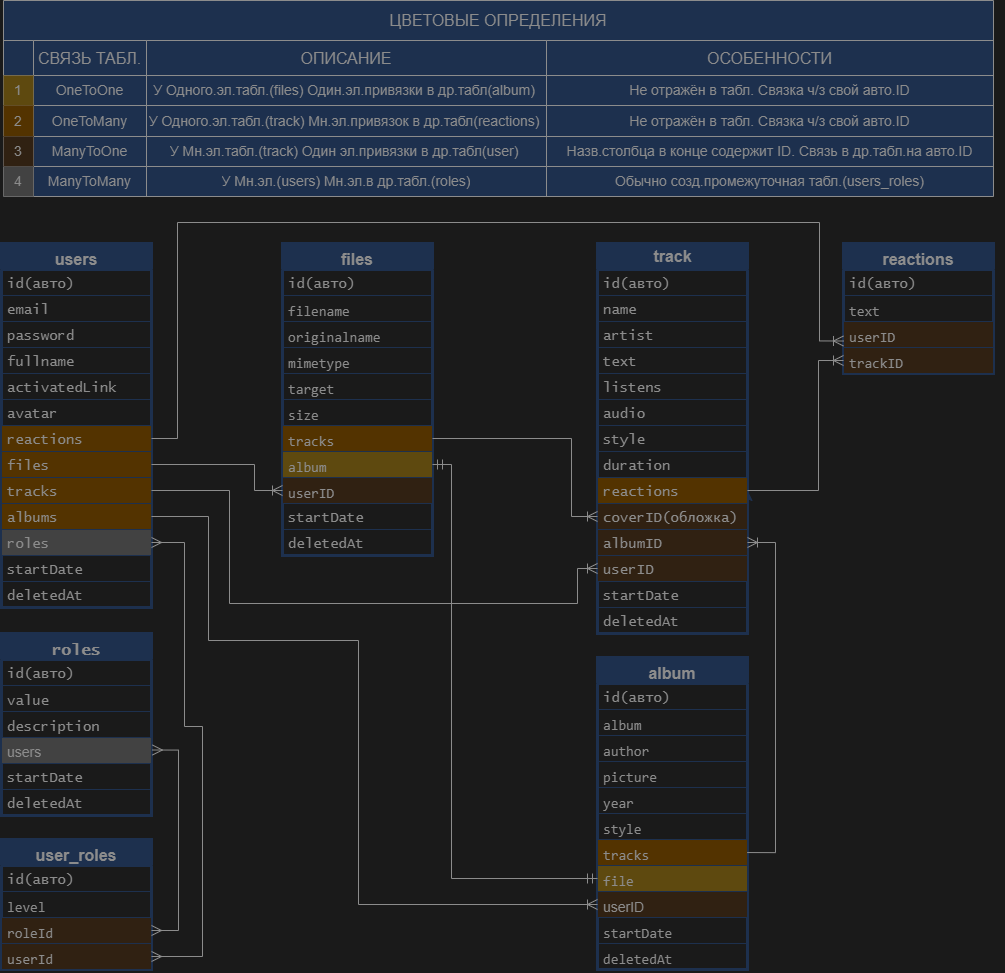 ЦВЕТОВЫЕ ОПРЕДЕЛЕНИЯ
СВЯЗЬ ТАБЛ. ОПИСАНИЕ ОСОБЕННОСТИ
1 OneToOne У Одного.эл.табл.(files) Один.эл.привязки в др.табл(album) Не отражён в табл. Связка ч/з свой авто.ID
2 OneToMany У Одного.эл.табл.(track) Мн.эл.привязок в др.табл(reactions) Не отражён в табл. Связка ч/з свой авто.ID
3 ManyToOne У Мн.эл.табл.(track) Один эл.привязки в др.табл(user) Назв.столбца в конце содержит ID. Связь в др.табл.на авто.ID
4 ManyToMany У Мн.эл.(users) Мн.эл.в др.табл.(roles) Обычно созд.промежуточная табл.(users_roles)
users
id(авто)
email
password
fullname
activatedLink
avatar
reactions
files
tracks
albums
roles
startDate
deletedAt
files
id(авто)
filename
originalname
mimetype
target
size
tracks
album
userID
startDate
deletedAt
track
id(авто)
name
artist
text
listens
audio
style
duration
reactions
coverID(обложка)
albumID
userID
startDate
deletedAt
reactions
id(авто)
text
userID
trackID
roles
id(авто)
value
description
users
startDate
deletedAt
album
id(авто)
album
author
picture
year
style
tracks
file
userID
startDate
deletedAt
user_roles
id(авто)
level
roleId
userId